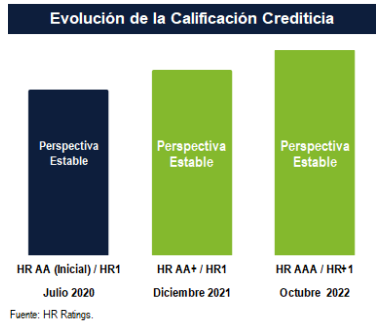 Evolución de la Calificación Crediticia
Perspectiva
Estable
Perspectiva
Estable
Perspectiva
Estable
HR AA (Inicial) / HR1
HR AA+ / HR1
HR AAA / HR+1
Julio 2020
Diciembre 2021
Octubre 2022
Fuente: HR Ratings.